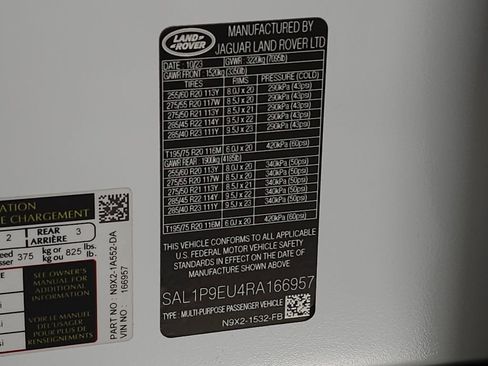 LAND
ROVER
MANUFACTURED BY
JAGUAR LAND ROVER LTD
DATE : 10/23 GVWR 3220kg (7095lb)
GAWR FRONT: 1520kg (3350lb)
TIRES RIMS PRESSURE (COLD)
255/60 R20 113Y 8.0J x 20 290kPa (43psi)
275/55 R20 117W 8.5J x 20 290kPa (43psi)
275/50 R21 113Y 8.5J x 21 290kPa (43psi)
285/45 R22 114Y 9.5J x 22 290kPa (43psi)
285/40 R23 111Y 9.5J x 23 290kPa (43psi)
T195/75 R20 116M 6.0J x 20 420kPa (60psi)
GAWR REAR 1900kg (4185lb)
255/60 R20 113Y 8.0J x 20 340kPa (50psi)
275/55 R20 117W 8.5J x 20 340kPa (50psi)
275/50 R21 113Y 8.5J x 21 340kPa (50psi)
285/45 R22 114Y 9.5J x 22 340kPa (50psi)
285/40 R23 111Y 9.5J x 23 340kPa (50psi)
T195/75 R20 116M 6.0J x 20 420kPa (60psi)
THIS VEHICLE CONFORMS TO ALL APPLICABLE
U.S. FEDERAL MOTOR VEHICLE SAFETY
STANDARDS IN EFFECT ON THE DATE OF
MANUFACTURE SHOWN ABOVE
SAL1P9EU4RA166957
TYPE : MULTI-PURPOSE PASSENGER VEHICLE
N9X2-1532-FB
CHARGEMENT
2 REAR ARRIÈRE 3
375 kg or kg ou 825 lbs. lb.
SEE OWNER'S
MANUAL FOR
ADDITIONAL
INFORMATION
VOIR LE MANUEL
DE L'USAGER
POUR PLUS DE
RENSEIGNEMENTS
PART NO : N9X2-1A552-DA
VIN NO : 166957